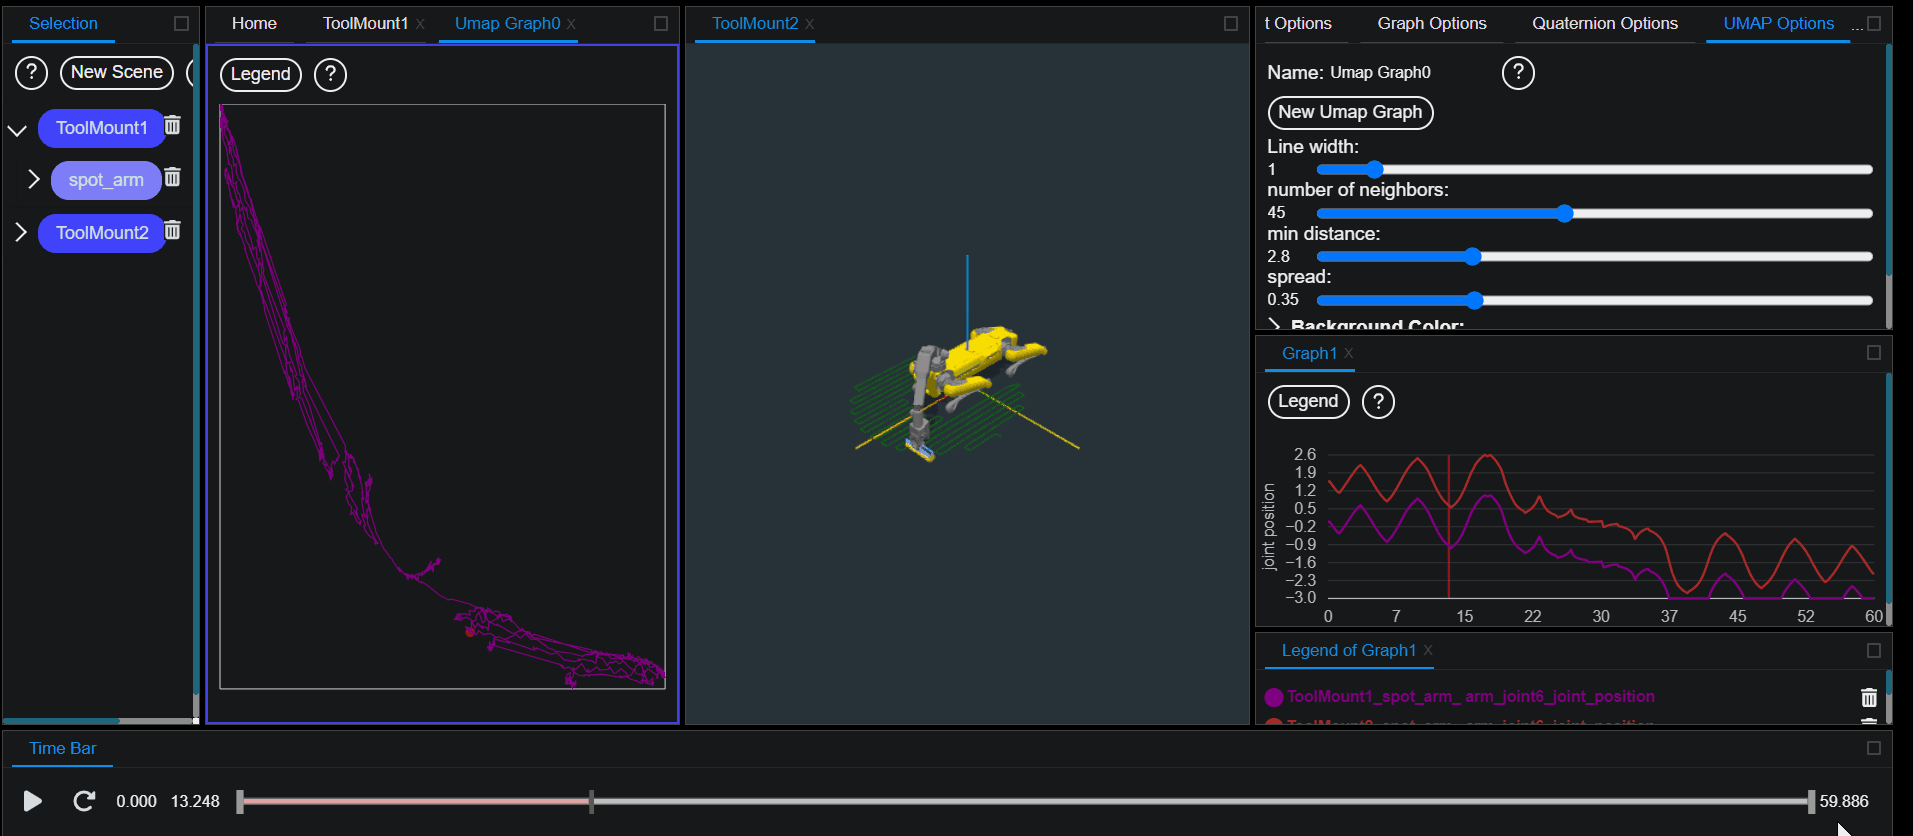 Selection
? New Scene
ToolMount1
spot_arm
ToolMount2
Home ToolMount1 x Umap Graph0 x
Legend ?
ToolMount2 x
t Options Graph Options Quaternion Options UMAP Options ...
Name: Umap Graph0 ?
New Umap Graph
Line width:
1
number of neighbors:
45
min distance:
2.8
spread:
0.35
Background Color:
Graph1 x
Legend ?
joint position
2.6
1.9
1.2
0.5
−0.2
−0.9
−1.6
−2.3
−3.0
0 7 15 22 30 37 45 52 60
Legend of Graph1 x
ToolMount1_spot_arm_ arm_joint6_joint_position
ToolMount2_spot_arm_ arm_joint6_joint_position
Time Bar
0.000 13.248 59.886